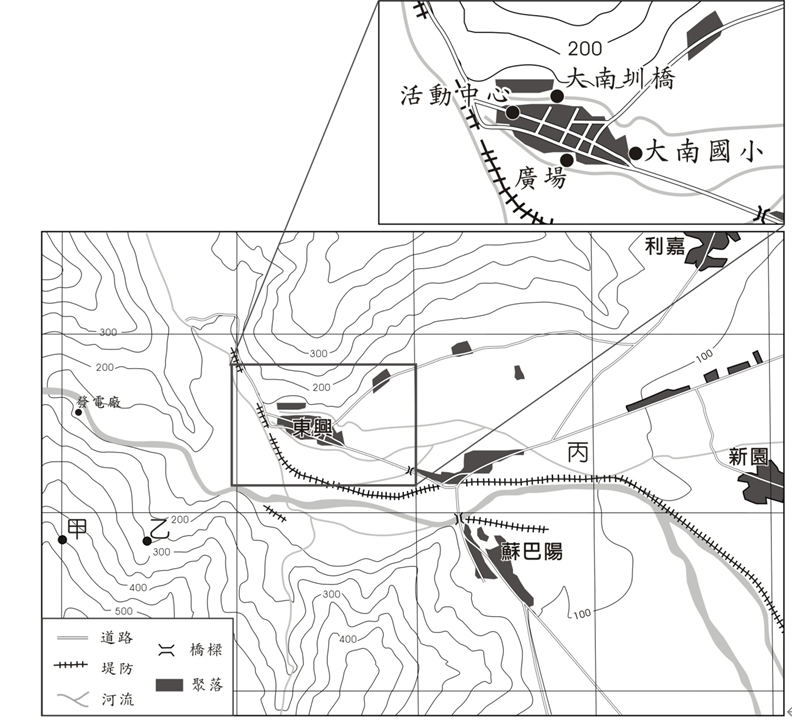 200
大南圳橋
活動中心
大南國小
廣場
利嘉
300
300
100
200
200
發電廠
東興
丙
新園
甲
乙
200
300
蘇巴陽
400
300
100
500
400
道路
橋樑
堤防
聚落
河流